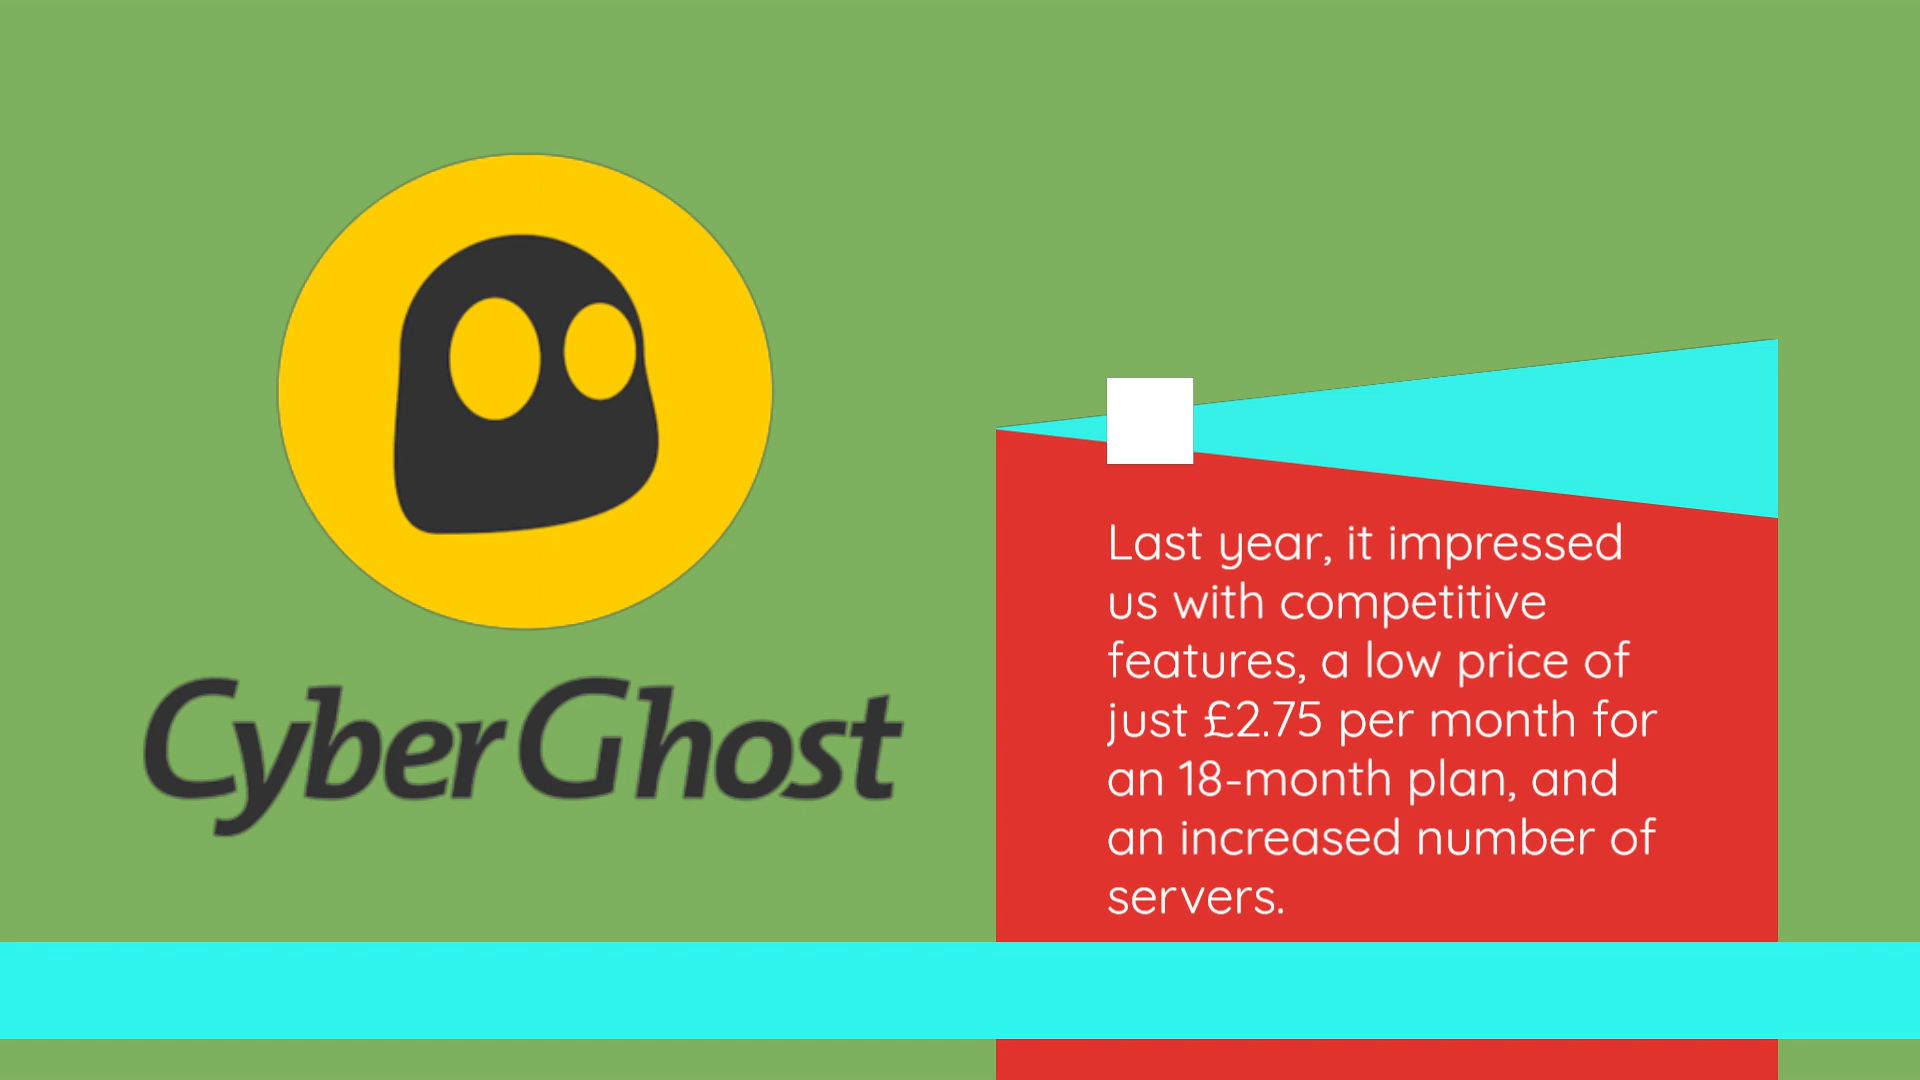 CyberGhost
Last year, it impressed
us with competitive
features, a low price of
just £2.75 per month for
an 18-month plan, and
an increased number of
servers.